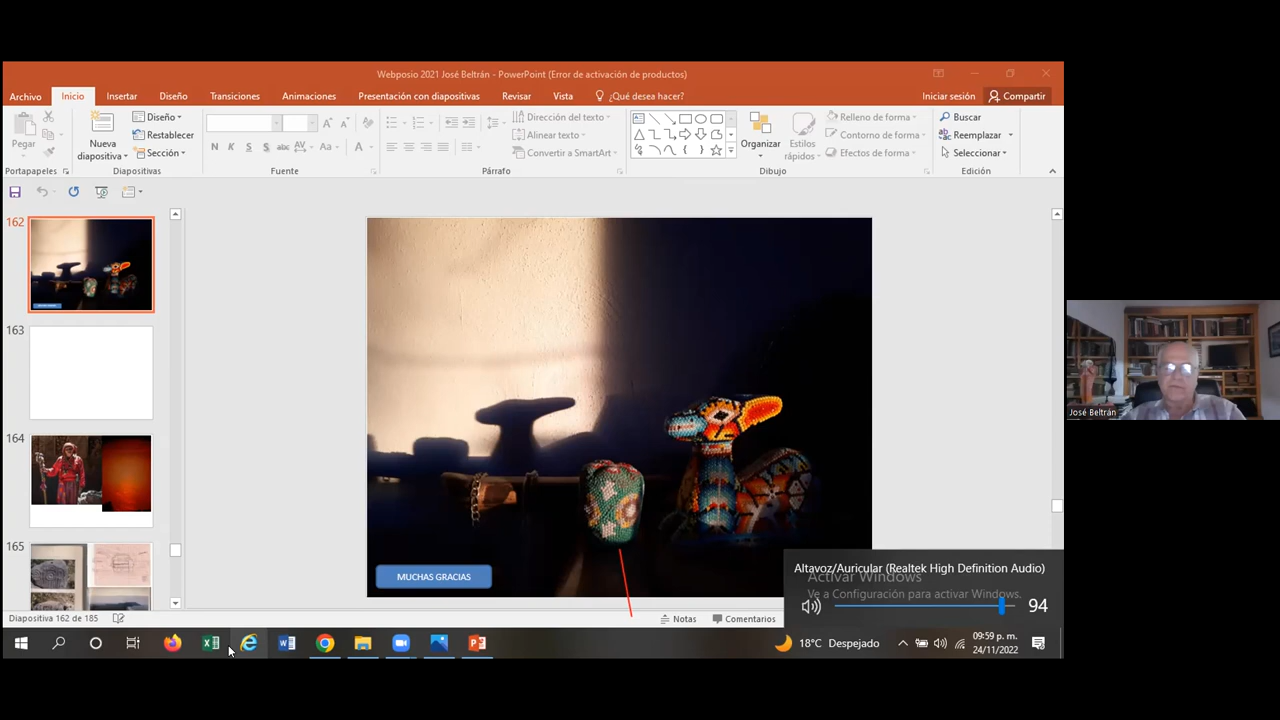 Webposio 2021 José Beltrán - PowerPoint (Error de activación de productos)
Archivo Inicio Insertar Diseño Transiciones Animaciones Presentación con diapositivas Revisar Vista ¿Qué desea hacer? Iniciar sesión Compartir
Pegar
Nueva diapositiva
Diseño
Restablecer
Sección
N K S abc AV Aa A
Dirección del texto
Alinear texto
Convertir a SmartArt
Organizar
Estilos rápidos
Relleno de forma
Contorno de forma
Efectos de forma
Buscar
Reemplazar
Seleccionar
Portapapeles Diapositivas Fuente Párrafo Dibujo Edición
162
163
164
165
MUCHAS GRACIAS
José Beltrán
Altavoz/Auricular (Realtek High Definition Audio)
Activar Windows
Ve a Configuración para activar Windows.
94
Diapositiva 162 de 185 Notas Comentarios
18°C Despejado
09:59 p. m.
24/11/2022